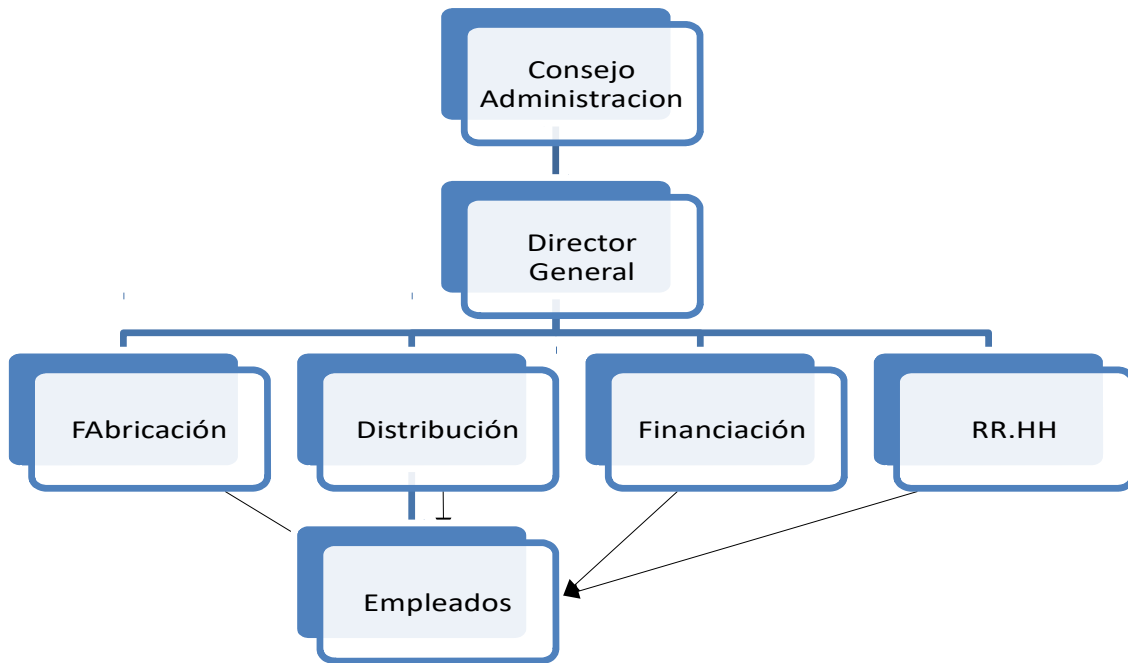 Consejo
Administracion
Director
General
FAbricación
Distribución
Financiación
RR.HH
Empleados